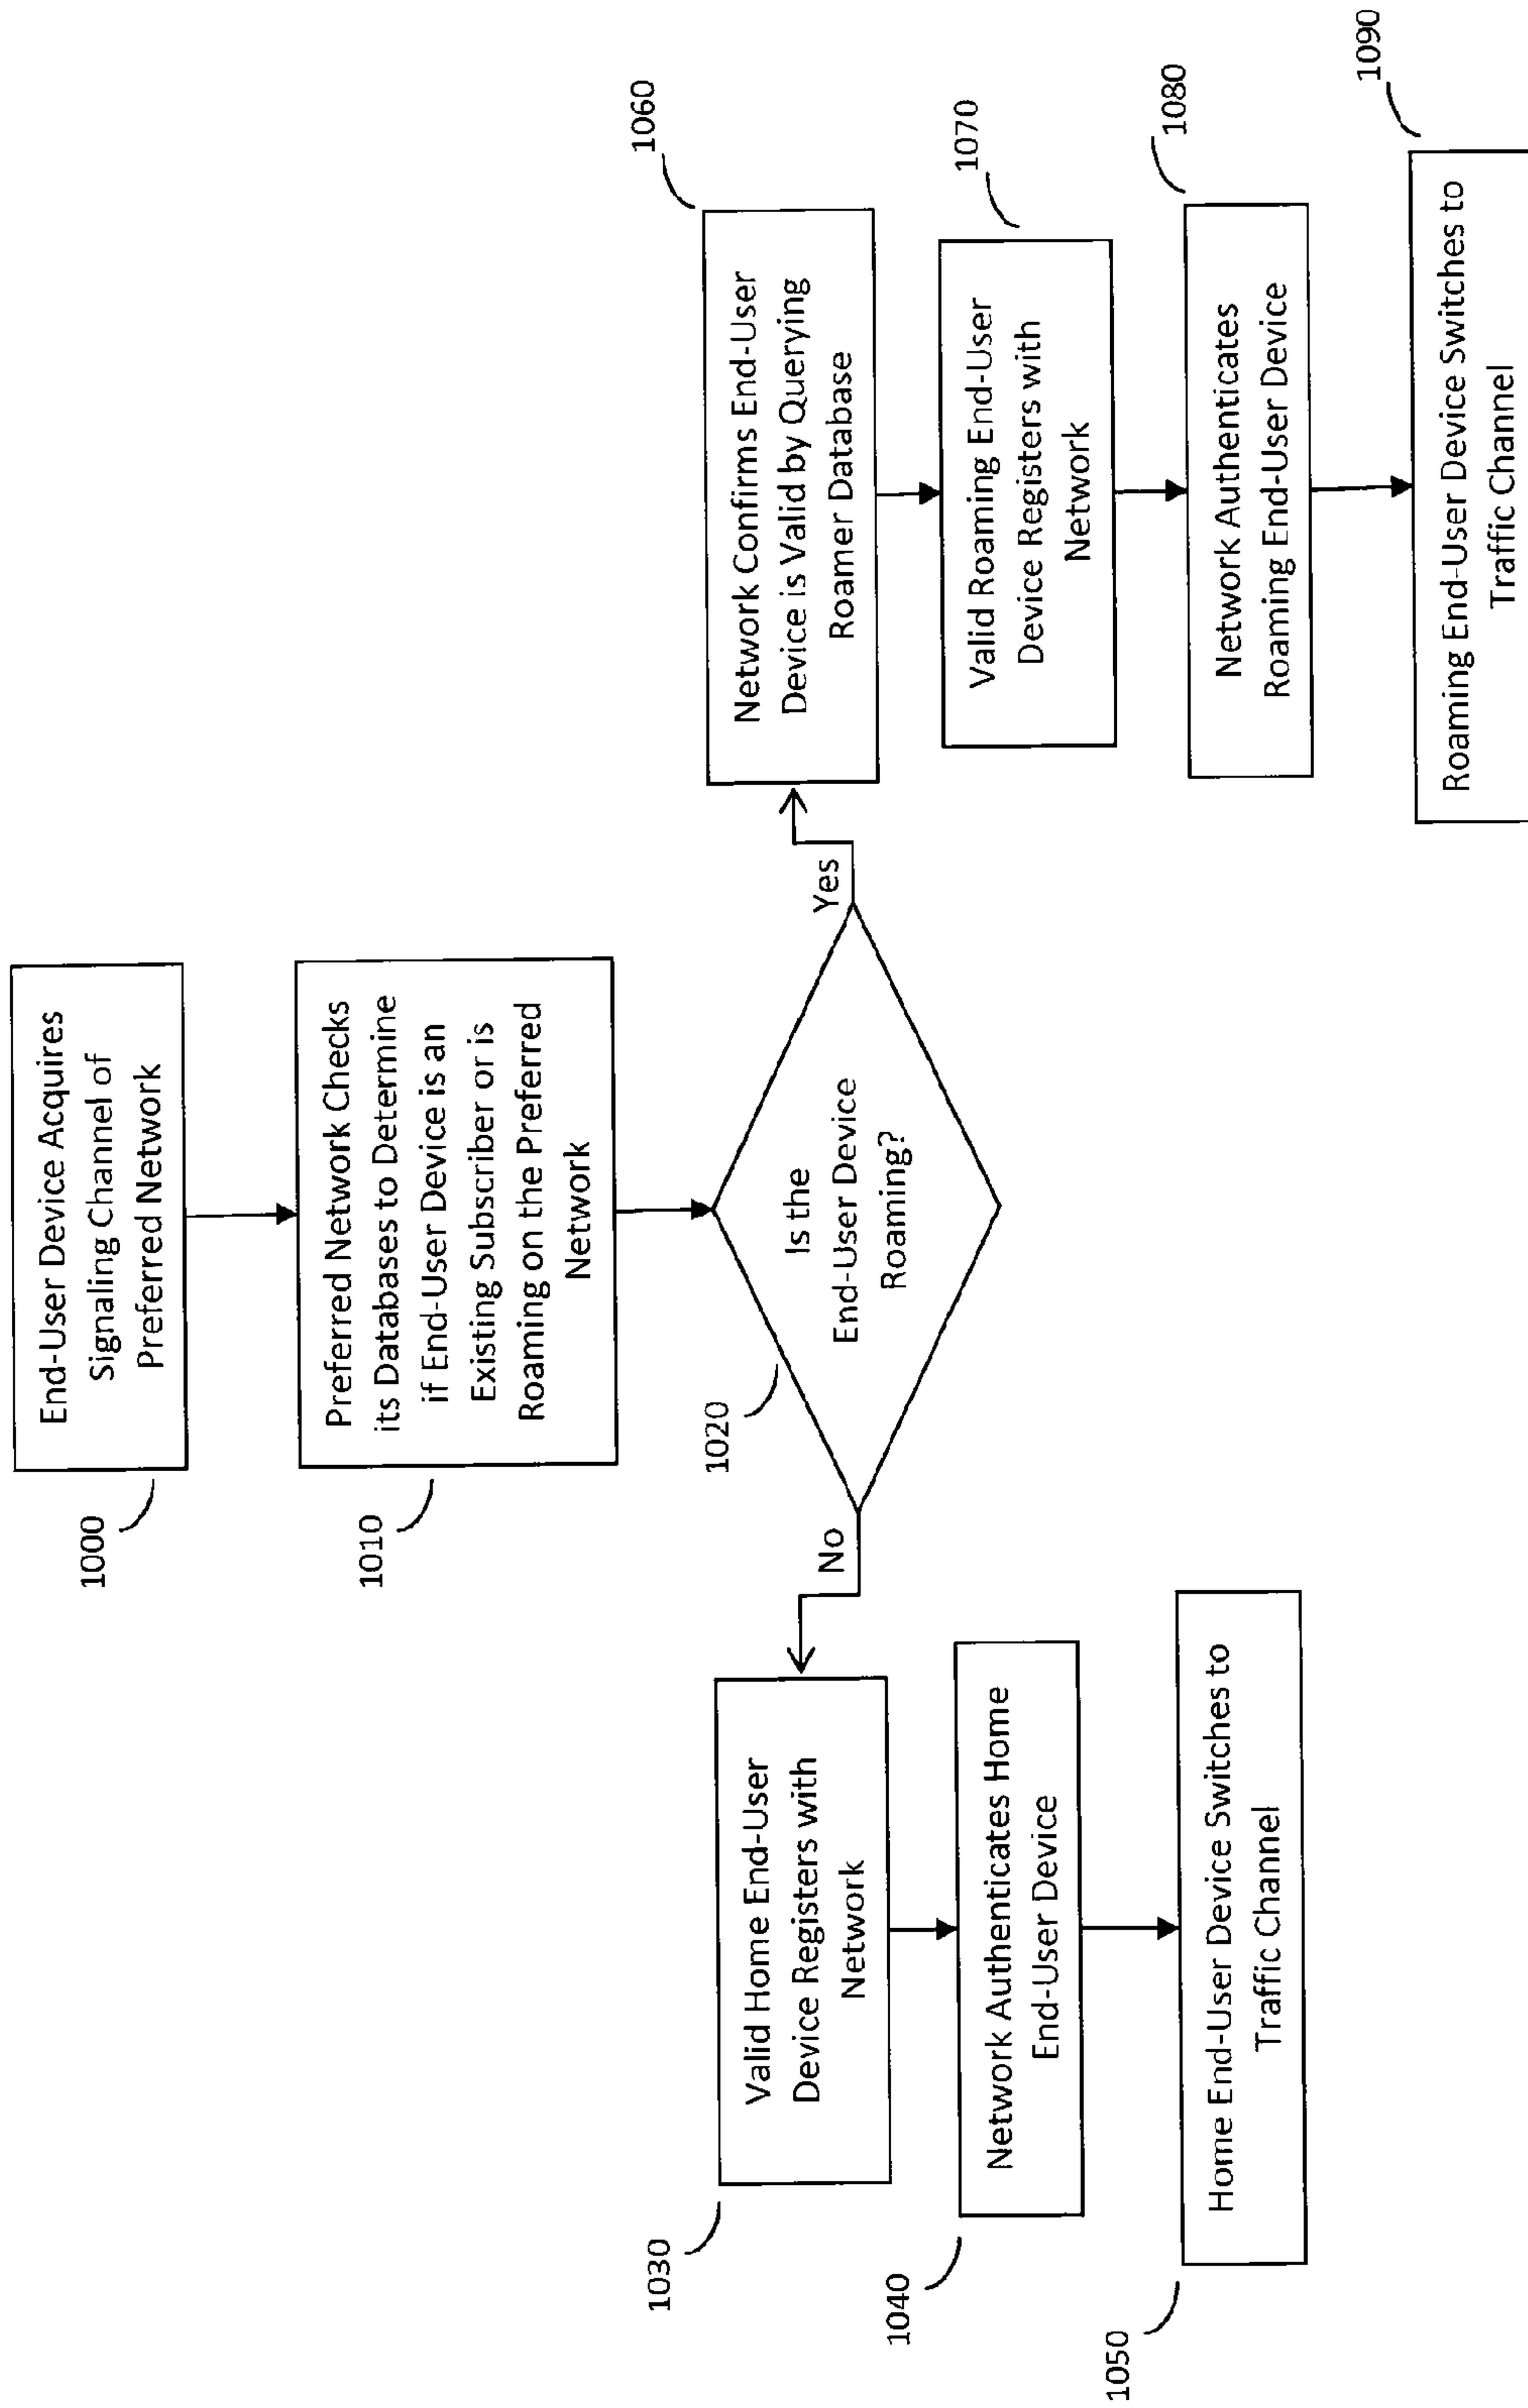 End-User Device Acquires
Signaling Channel of
Preferred Network
1000
Preferred Network Checks
its Databases to Determine
if End-User Device is an
Existing Subscriber or is
Roaming on the Preferred
Network
1010
Is the
End-User Device
Roaming?
1020
No
Yes
Valid Home End-User
Device Registers with
Network
1030
Network Authenticates Home
End-User Device
1040
Home End-User Device Switches to
Traffic Channel
1050
Network Confirms End-User
Device is Valid by Querying
Roamer Database
1060
Valid Roaming End-User
Device Registers with
Network
1070
Network Authenticates
Roaming End-User Device
1080
Roaming End-User Device Switches to
Traffic Channel
1090